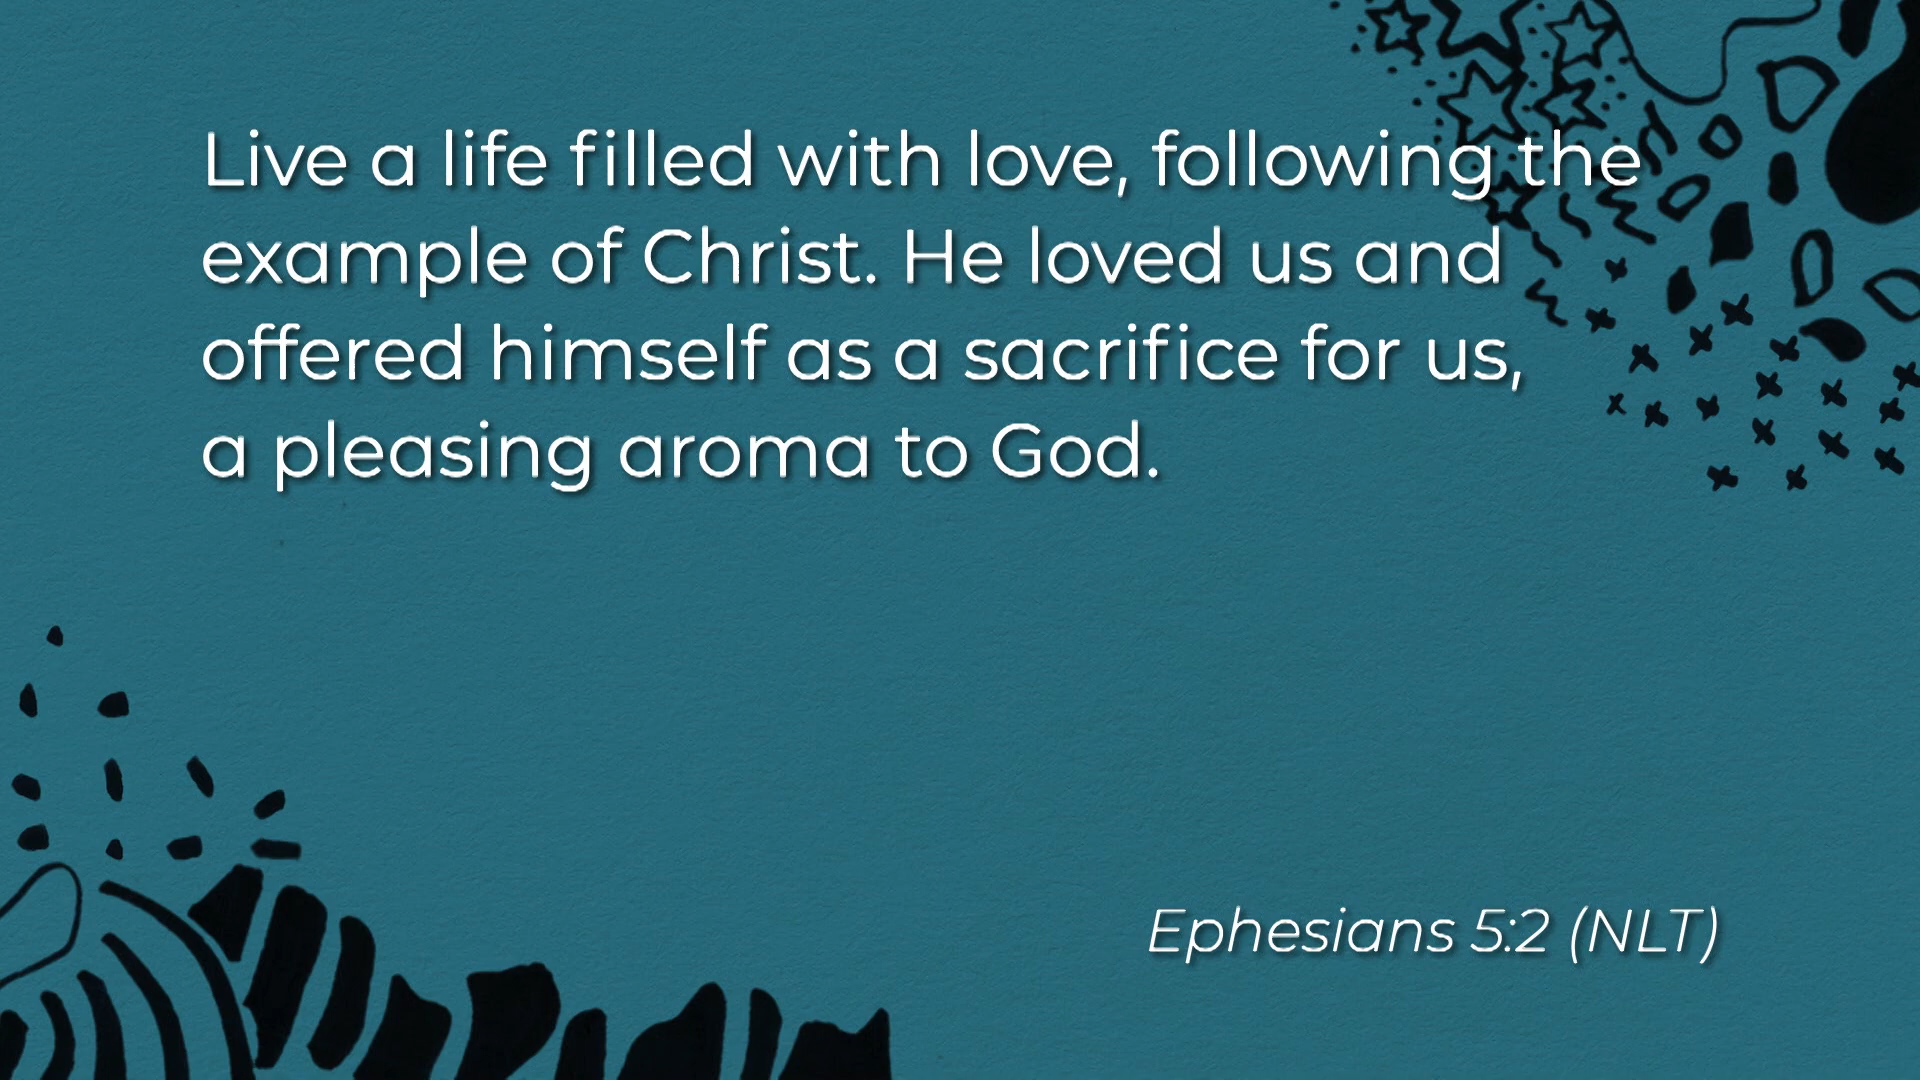 Live a life filled with love, following the
example of Christ. He loved us and
offered himself as a sacrifice for us,
a pleasing aroma to God.
Ephesians 5:2 (NLT)